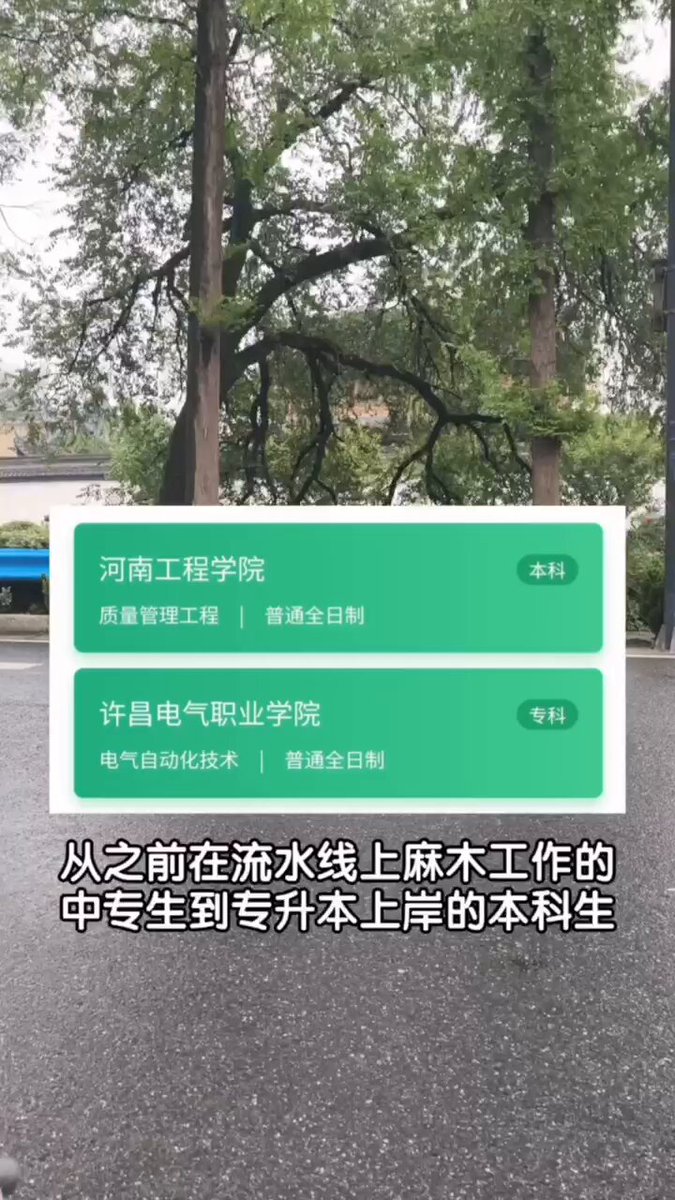 河南工程学院
本科
质量管理工程 | 普通全日制
许昌电气职业学院
专科
电气自动化技术 | 普通全日制
从之前在流水线上麻木工作的
中专生到专升本上岸的本科生